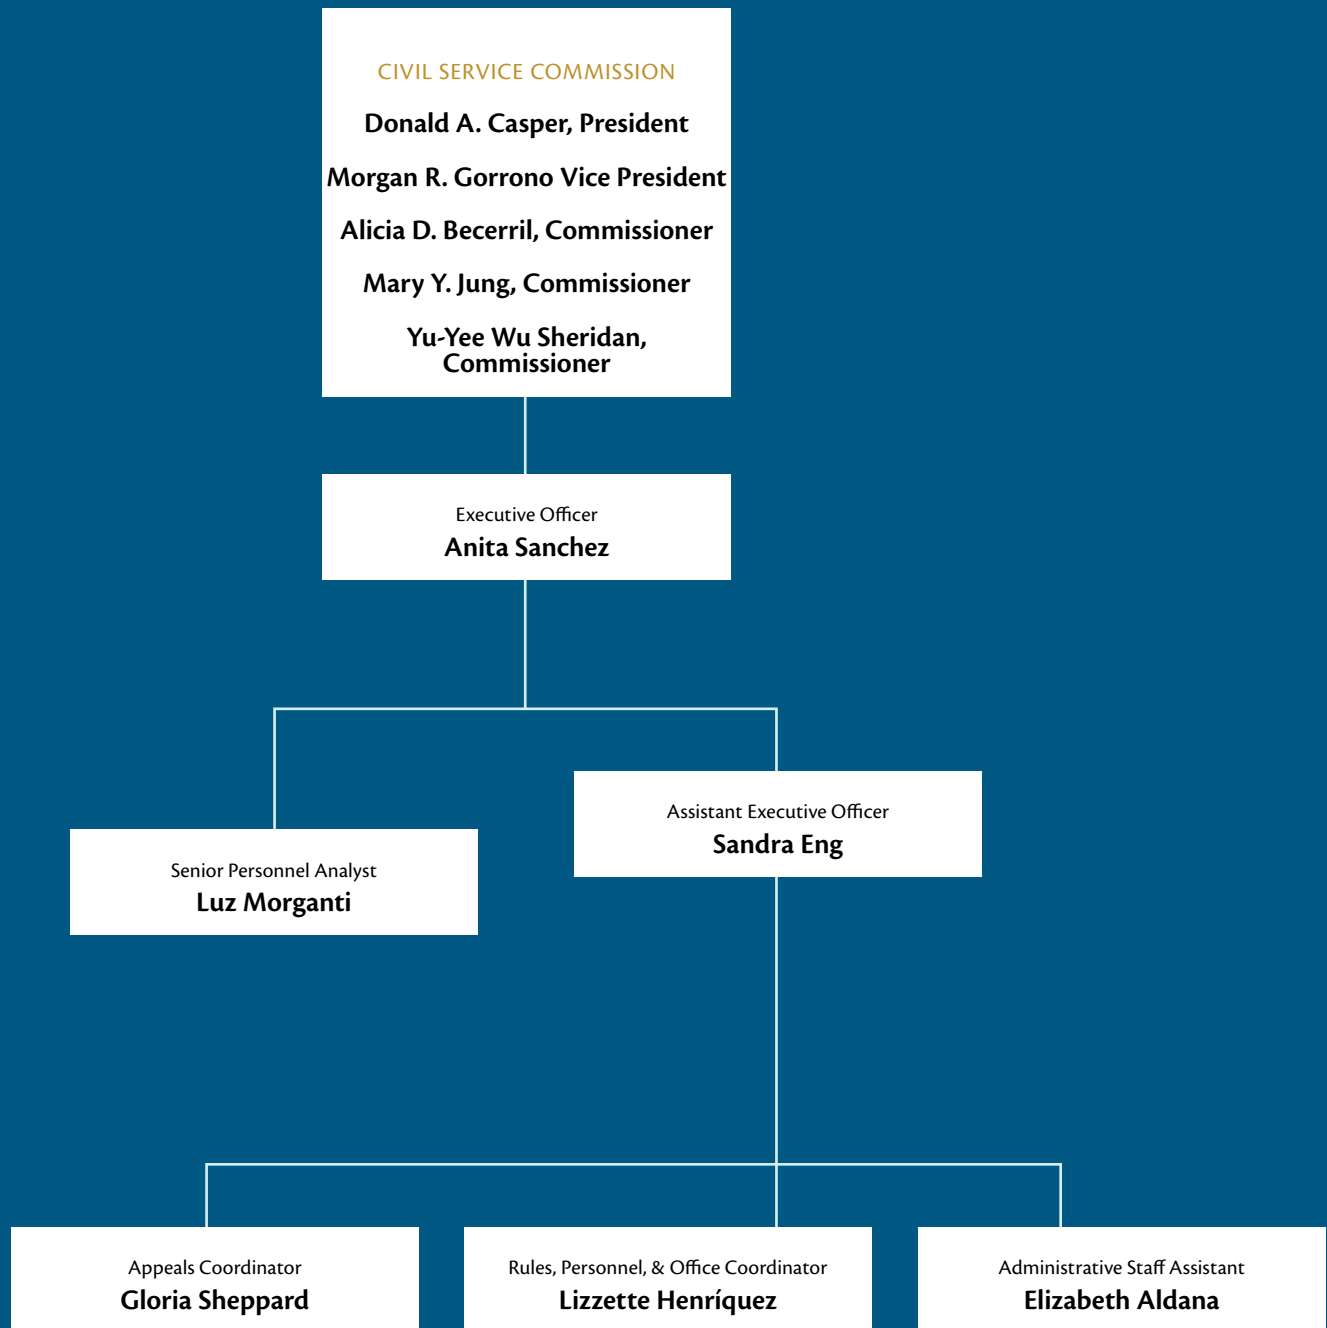 CIVIL SERVICE COMMISSION
Donald A. Casper, President
Morgan R. Gorrono Vice President
Alicia D. Becerril, Commissioner
Mary Y. Jung, Commissioner
Yu-Yee Wu Sheridan,
Commissioner
Executive Officer
Anita Sanchez
Assistant Executive Officer
Sandra Eng
Senior Personnel Analyst
Luz Morganti
Appeals Coordinator
Gloria Sheppard
Rules, Personnel, & Office Coordinator
Lizzette Henríquez
Administrative Staff Assistant
Elizabeth Aldana